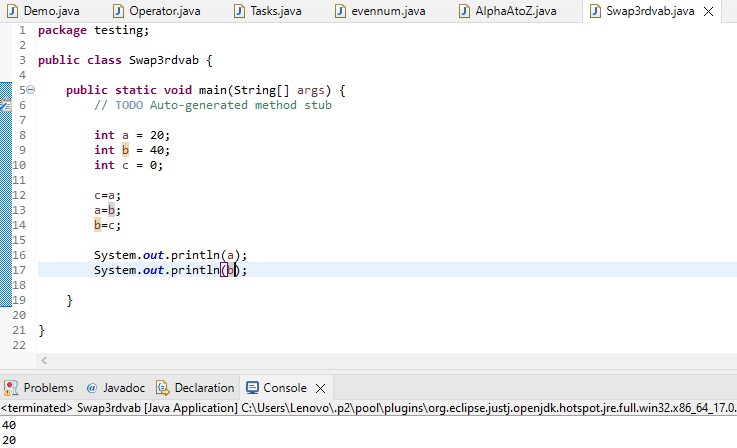 Demo.java Operator.java Tasks.java evennum.java AlphaAtoZ.java Swap3rdvab.java
1 package testing;
2
3 public class Swap3rdvab {
4
5 public static void main(String[] args) {
6 // TODO Auto-generated method stub
7
8 int a = 20;
9 int b = 40;
10 int c = 0;
11
12 c=a;
13 a=b;
14 b=c;
15
16 System.out.println(a);
17 System.out.println(b);
18
19 }
20
21 }
22
Problems @ Javadoc Declaration Console
<terminated> Swap3rdvab [Java Application] C:\Users\Lenovo\.p2\pool\plugins\org.eclipse.justj.openjdk.hotspot.jre.full.win32.x86_64_17.0.
40
20